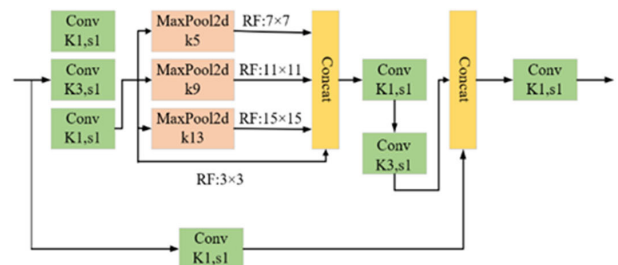 Conv
K1,s1
Conv
K3,s1
Conv
K1,s1
MaxPool2d
k5
MaxPool2d
k9
MaxPool2d
k13
RF:7×7
RF:11×11
RF:15×15
RF:3×3
Concat
Conv
K1,s1
Conv
K3,s1
Concat
Conv
K1,s1
Conv
K1,s1